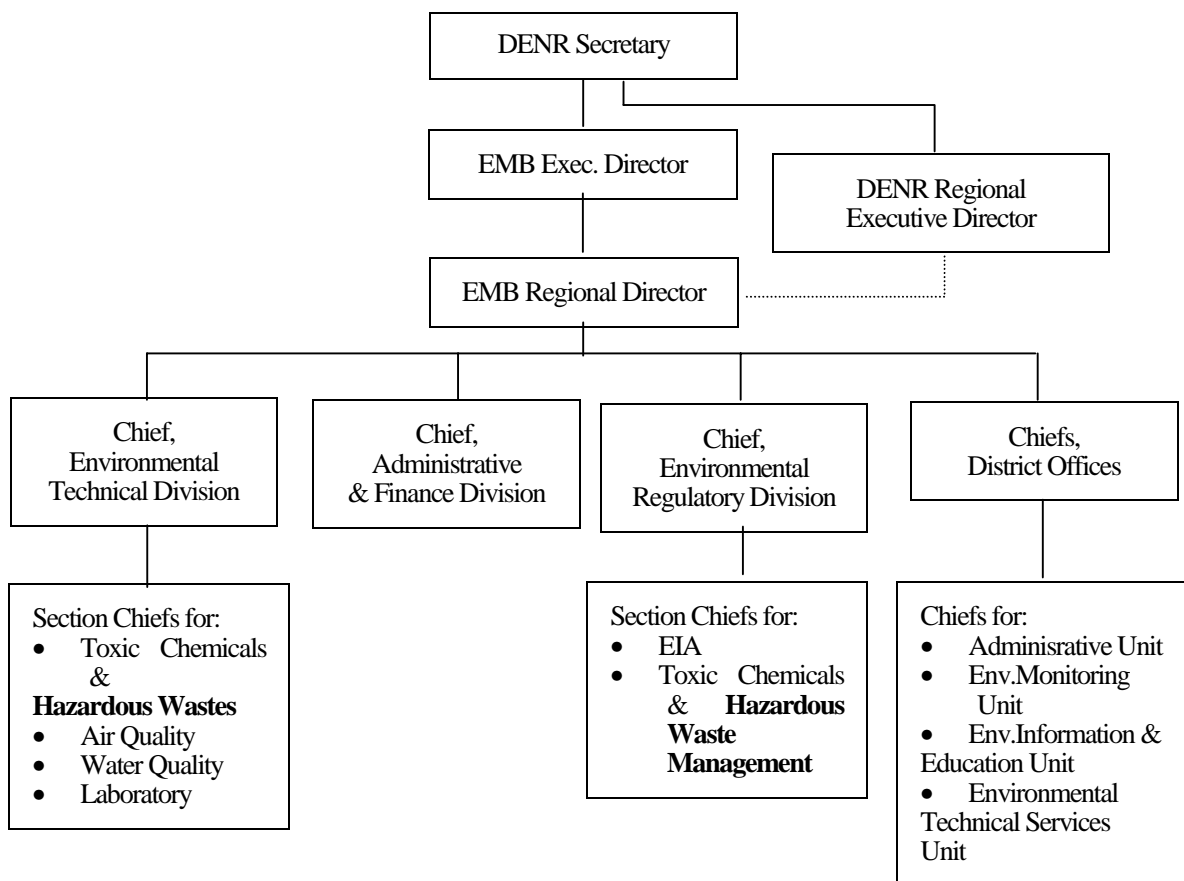 DENR Secretary
EMB Exec. Director
DENR Regional
Executive Director
EMB Regional Director
Chief,
Environmental
Technical Division
Chief,
Administrative
& Finance Division
Chief,
Environmental
Regulatory Division
Chiefs,
District Offices
Section Chiefs for:
• Toxic Chemicals
&
Hazardous Wastes
• Air Quality
• Water Quality
• Laboratory
Section Chiefs for:
• EIA
• Toxic Chemicals
& Hazardous
Waste
Management
Chiefs for:
• Adminisrative Unit
• Env.Monitoring
Unit
• Env.Information &
Education Unit
• Environmental
Technical Services
Unit